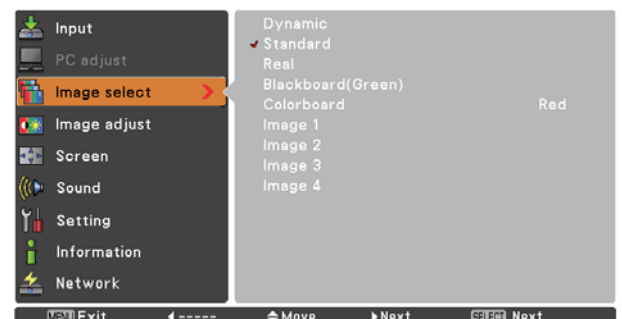 Input
PC adjust
Image select
Image adjust
Screen
Sound
Setting
Information
Network
Dynamic
Standard
Real
Blackboard(Green)
Colorboard Red
Image 1
Image 2
Image 3
Image 4
MENU Exit ----- Move Next SELECT Next